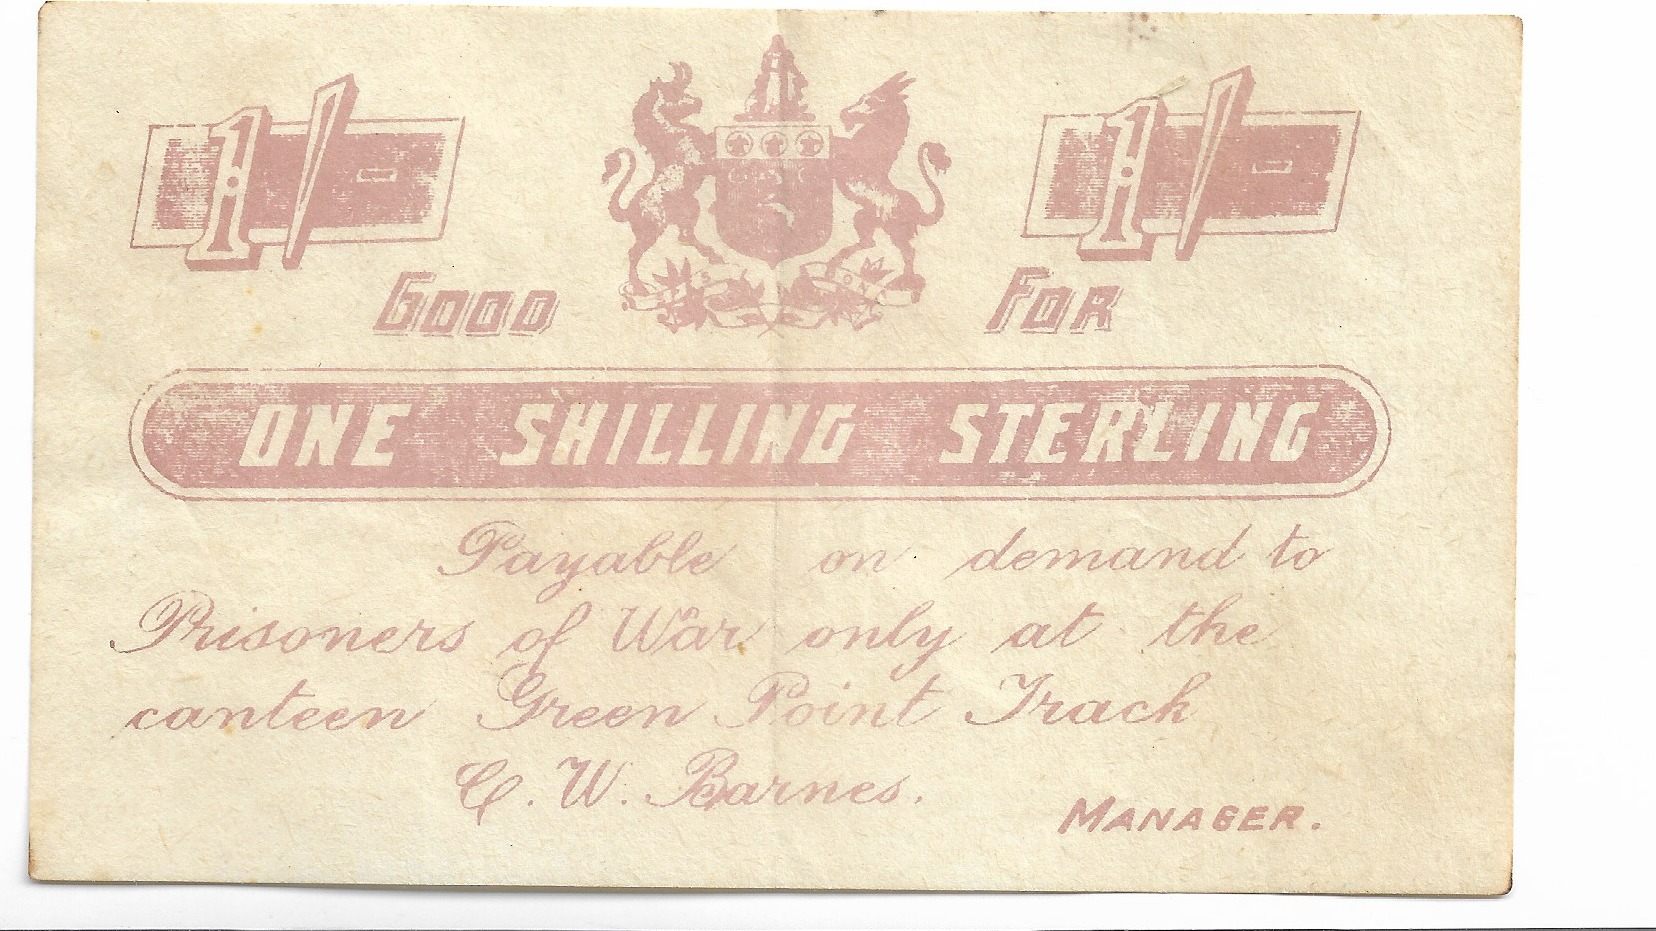 1/- 1/-
GOOD FOR
ONE SHILLING STERLING
Payable on demand to
Prisoners of War only at the
canteen Green Point Track
C. W. Barnes.
MANAGER.